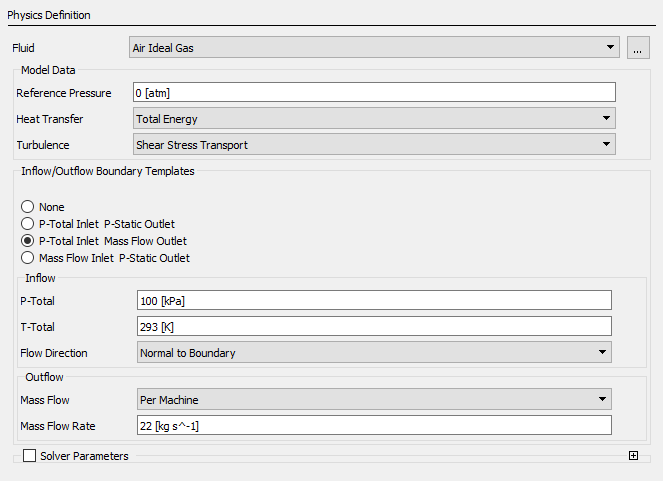 Physics Definition
Fluid Air Ideal Gas ...
Model Data
Reference Pressure 0 [atm]
Heat Transfer Total Energy
Turbulence Shear Stress Transport
Inflow/Outflow Boundary Templates
None
P-Total Inlet P-Static Outlet
P-Total Inlet Mass Flow Outlet
Mass Flow Inlet P-Static Outlet
Inflow
P-Total 100 [kPa]
T-Total 293 [K]
Flow Direction Normal to Boundary
Outflow
Mass Flow Per Machine
Mass Flow Rate 22 [kg s^-1]
Solver Parameters